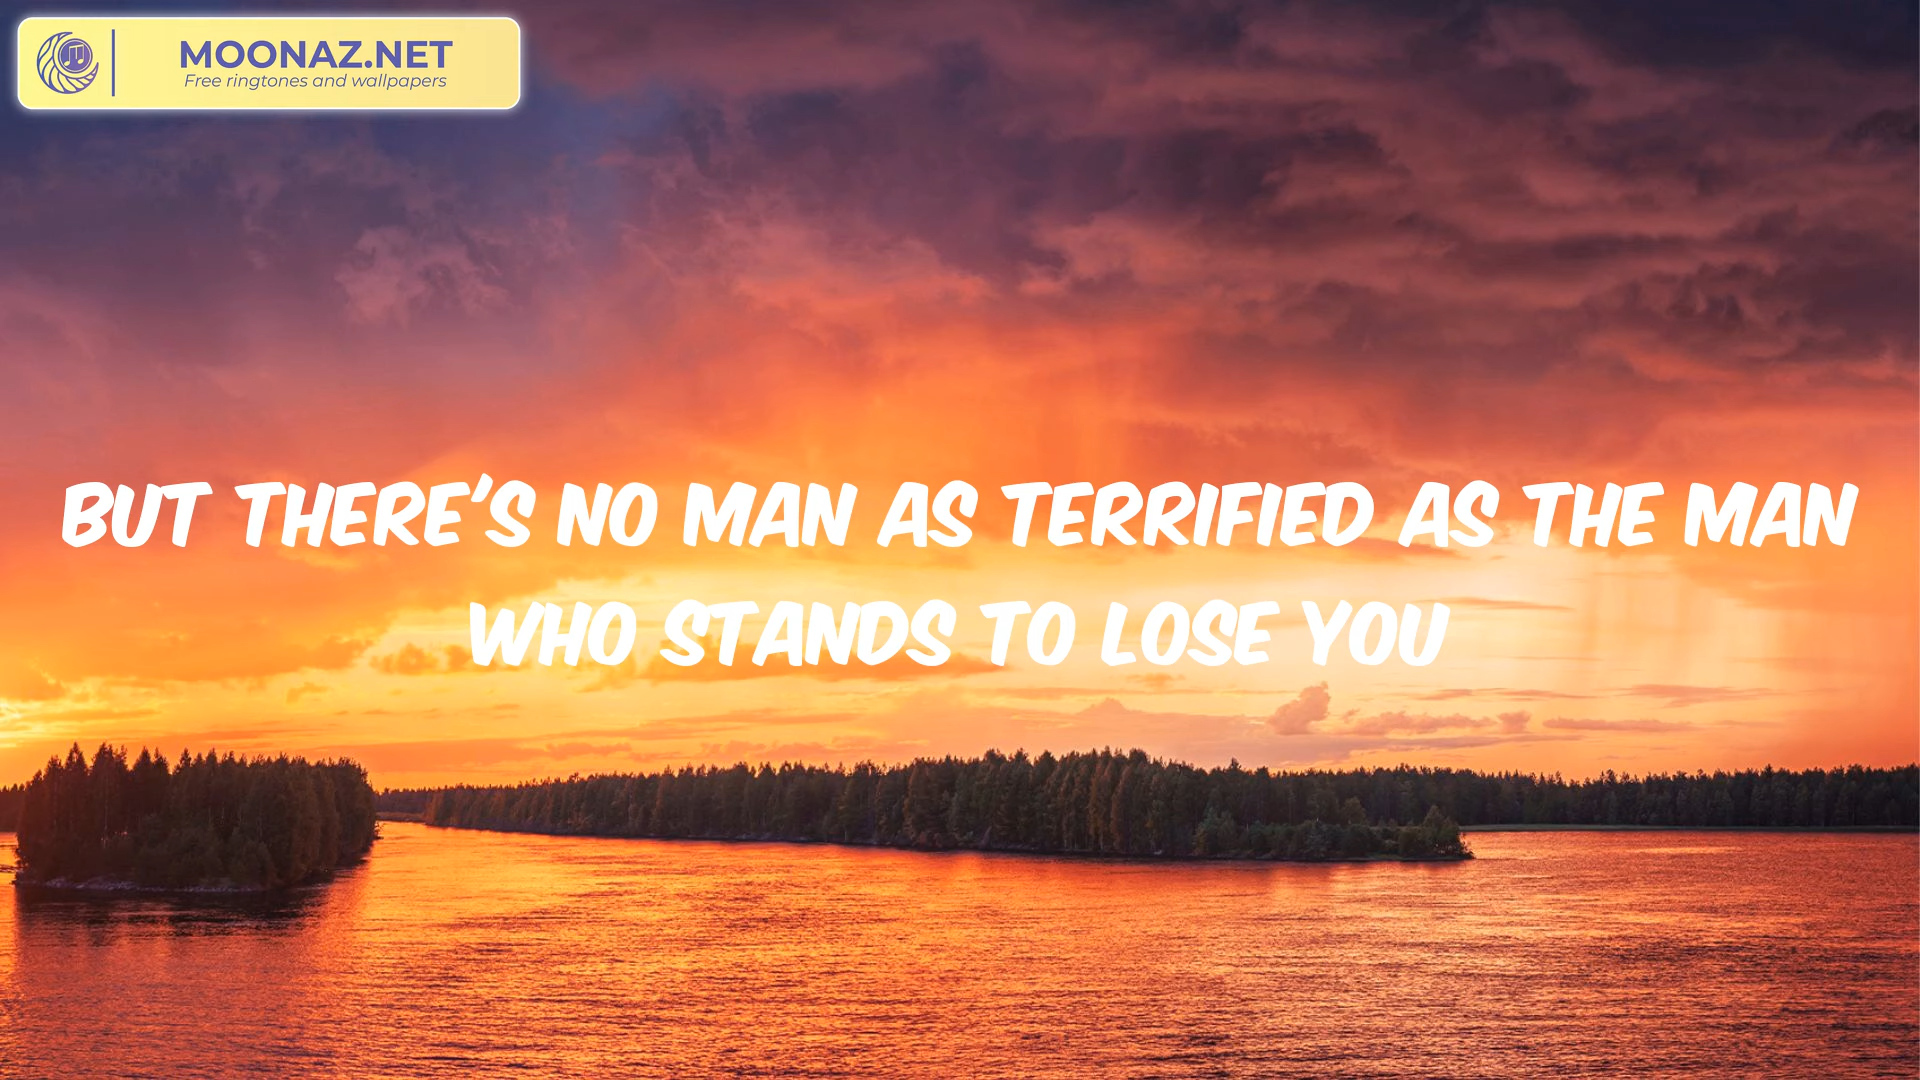 MOONAZ.NET
Free ringtones and wallpapers
BUT THERE'S NO MAN AS TERRIFIED AS THE MAN
WHO STANDS TO LOSE YOU